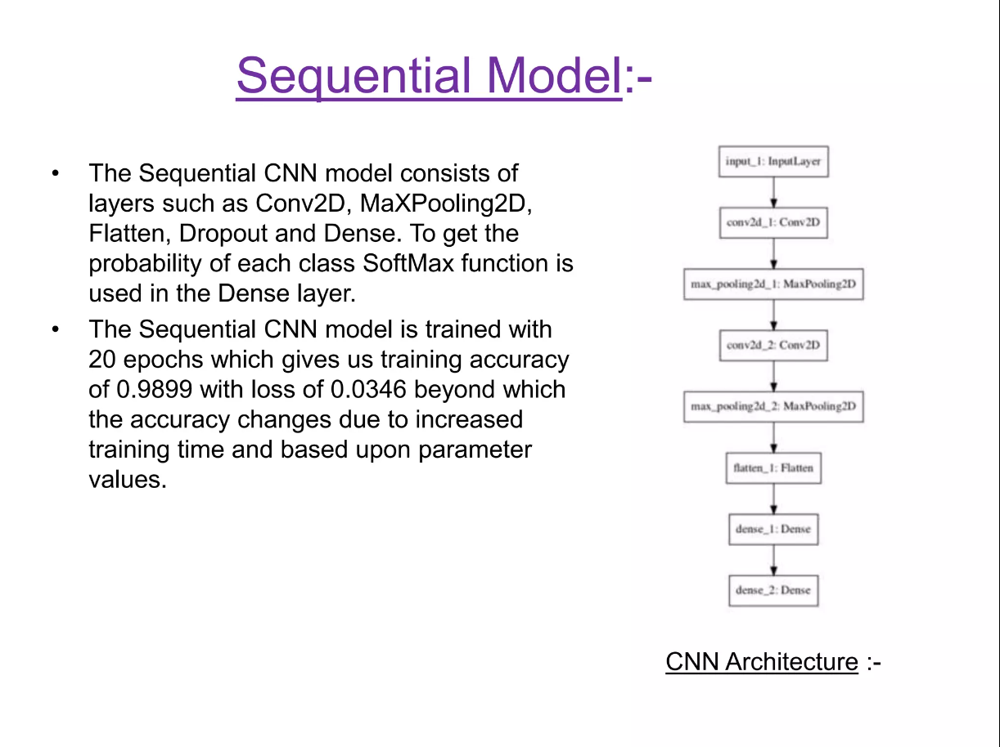 Sequential Model:-
• The Sequential CNN model consists of
layers such as Conv2D, MaXPooling2D,
Flatten, Dropout and Dense. To get the
probability of each class SoftMax function is
used in the Dense layer.
• The Sequential CNN model is trained with
20 epochs which gives us training accuracy
of 0.9899 with loss of 0.0346 beyond which
the accuracy changes due to increased
training time and based upon parameter
values.
input_1: InputLayer
conv2d_1: Conv2D
max_pooling2d_1: MaxPooling2D
conv2d_2: Conv2D
max_pooling2d_2: MaxPooling2D
flatten_1: Flatten
dense_1: Dense
dense_2: Dense
CNN Architecture :-